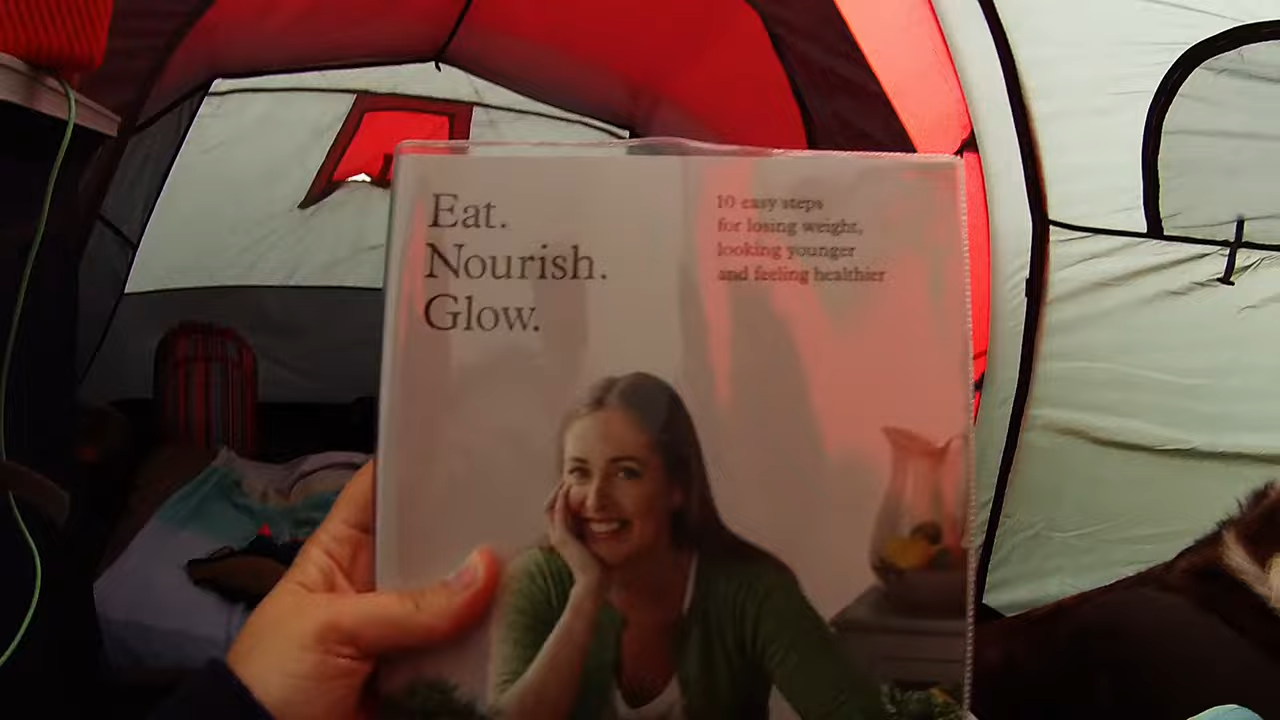 Eat.
Nourish.
Glow.
10 easy steps
for losing weight,
looking younger
and feeling healthier